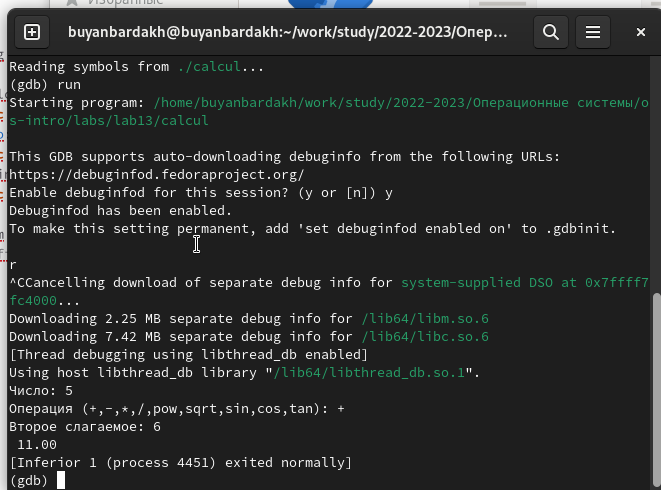 Избранные
buyanbardakh@buyanbardakh:~/work/study/2022-2023/Опер...
Reading symbols from ./calcul...
(gdb) run
Starting program: /home/buyanbardakh/work/study/2022-2023/Операционные системы/o
s-intro/labs/lab13/calcul
This GDB supports auto-downloading debuginfo from the following URLs:
https://debuginfod.fedoraproject.org/
Enable debuginfod for this session? (y or [n]) y
Debuginfod has been enabled.
To make this setting permanent, add 'set debuginfod enabled on' to .gdbinit.
r
^CCancelling download of separate debug info for system-supplied DSO at 0x7ffff7
fc4000...
Downloading 2.25 MB separate debug info for /lib64/libm.so.6
Downloading 7.42 MB separate debug info for /lib64/libc.so.6
[Thread debugging using libthread_db enabled]
Using host libthread_db library "/lib64/libthread_db.so.1".
Число: 5
Операция (+,-,*,/,pow,sqrt,sin,cos,tan): +
Второе слагаемое: 6
 11.00
[Inferior 1 (process 4451) exited normally]
(gdb)